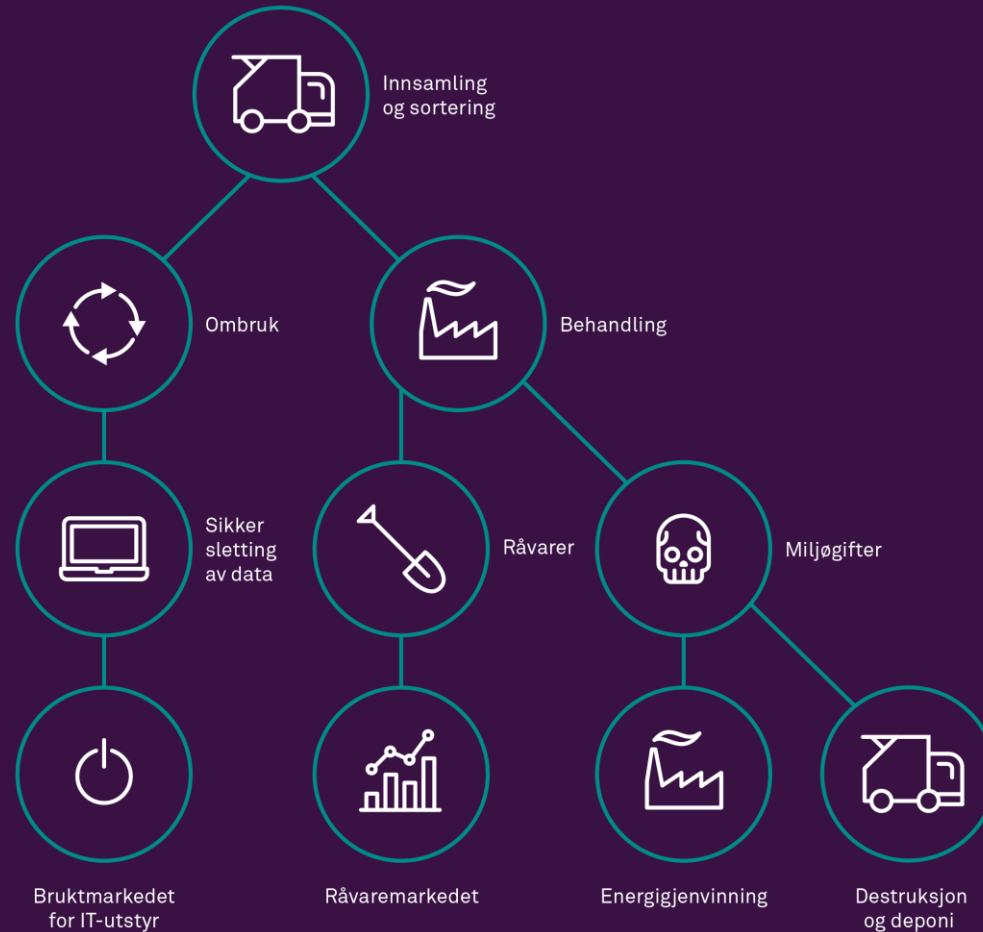 Innsamling
og sortering
Ombruk
Behandling
Sikker
sletting
av data
Råvarer
Miljøgifter
Bruktmarkedet
for IT-utstyr
Råvaremarkedet
Energigjenvinning
Destruksjon
og deponi